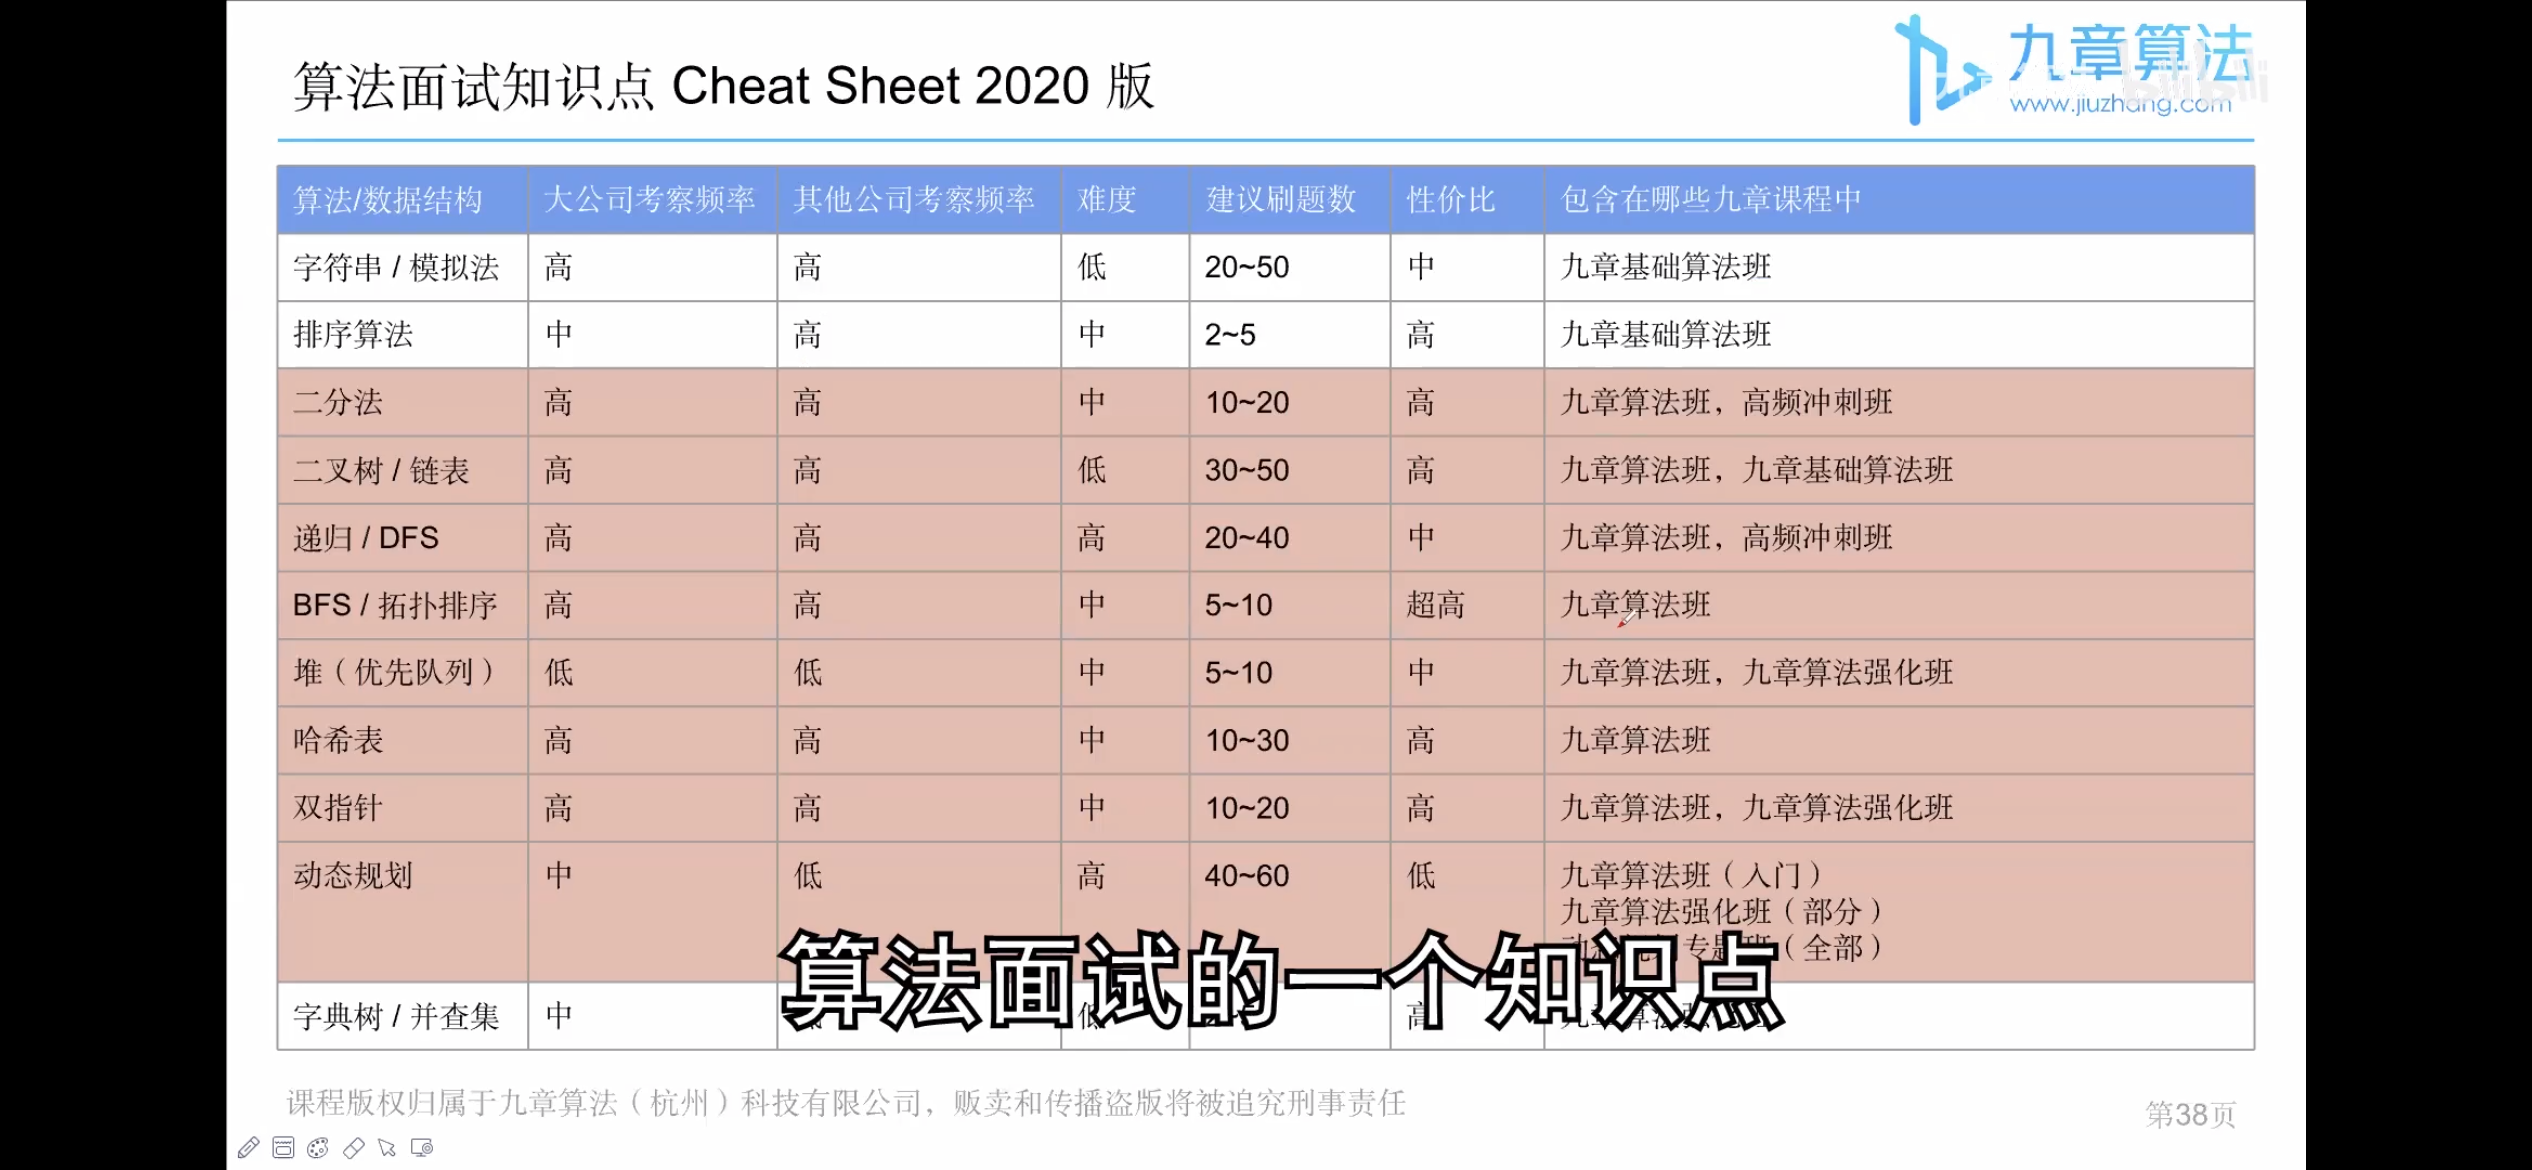 算法面试知识点 Cheat Sheet 2020 版
九章算法
www.jiuzhang.com
bilibili
算法/数据结构 大公司考察频率 其他公司考察频率 难度 建议刷题数 性价比 包含在哪些九章课程中
字符串 / 模拟法 高 高 低 20~50 中 九章基础算法班
排序算法 中 高 中 2~5 高 九章基础算法班
二分法 高 高 中 10~20 高 九章算法班，高频冲刺班
二叉树 / 链表 高 高 低 30~50 高 九章算法班，九章基础算法班
递归 / DFS 高 高 高 20~40 中 九章算法班，高频冲刺班
BFS / 拓扑排序 高 高 中 5~10 超高 九章算法班
堆（优先队列） 低 低 中 5~10 中 九章算法班，九章算法强化班
哈希表 高 高 中 10~30 高 九章算法班
双指针 高 高 中 10~20 高 九章算法班，九章算法强化班
动态规划 中 低 高 40~60 低 九章算法班（入门）
九章算法强化班（部分）
专题班（全部）
算法面试的一个知识点
字典树 / 并查集 中 低 高
课程版权归属于九章算法（杭州）科技有限公司，贩卖和传播盗版将被追究刑事责任
第38页